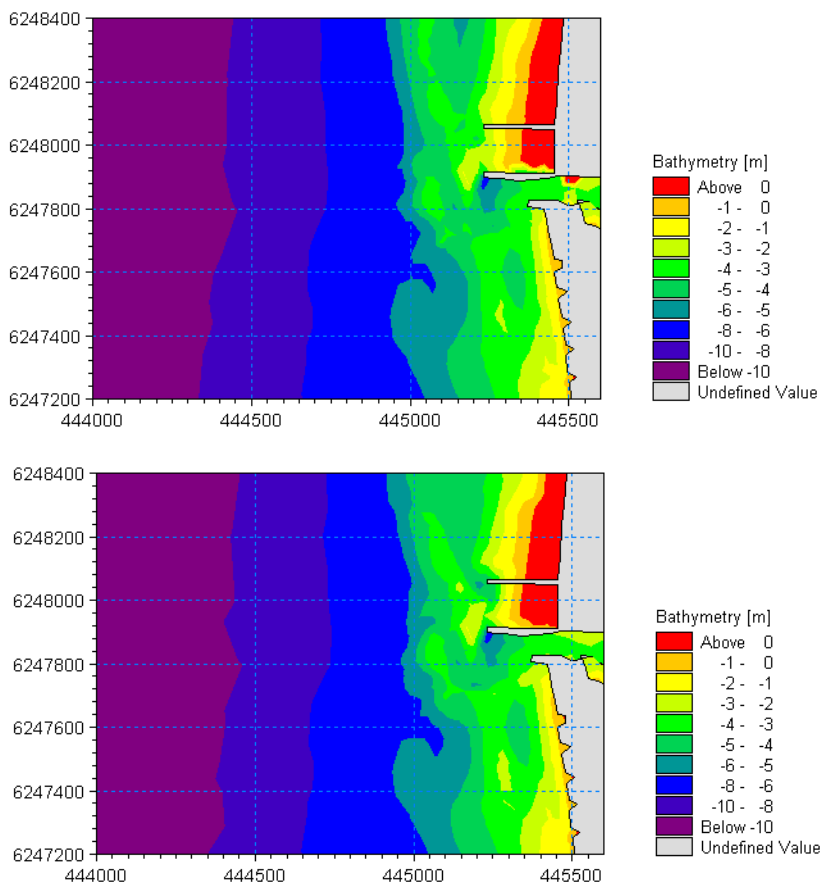 6248400
6248200
6248000
6247800
6247600
6247400
6247200
444000 444500 445000 445500
Bathymetry [m]
Above 0
-1 - 0
-2 - -1
-3 - -2
-4 - -3
-5 - -4
-6 - -5
-8 - -6
-10 - -8
Below -10
Undefined Value
6248400
6248200
6248000
6247800
6247600
6247400
6247200
444000 444500 445000 445500
Bathymetry [m]
Above 0
-1 - 0
-2 - -1
-3 - -2
-4 - -3
-5 - -4
-6 - -5
-8 - -6
-10 - -8
Below -10
Undefined Value